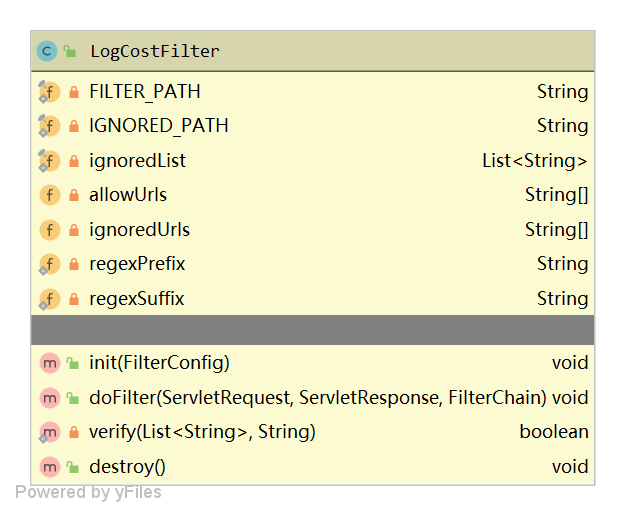 LogCostFilter
FILTER_PATH String
IGNORED_PATH String
ignoredList List<String>
allowUrls String[]
ignoredUrls String[]
regexPrefix String
regexSuffix String
init(FilterConfig) void
doFilter(ServletRequest, ServletResponse, FilterChain) void
verify(List<String>, String) boolean
destroy() void
Powered by yFiles